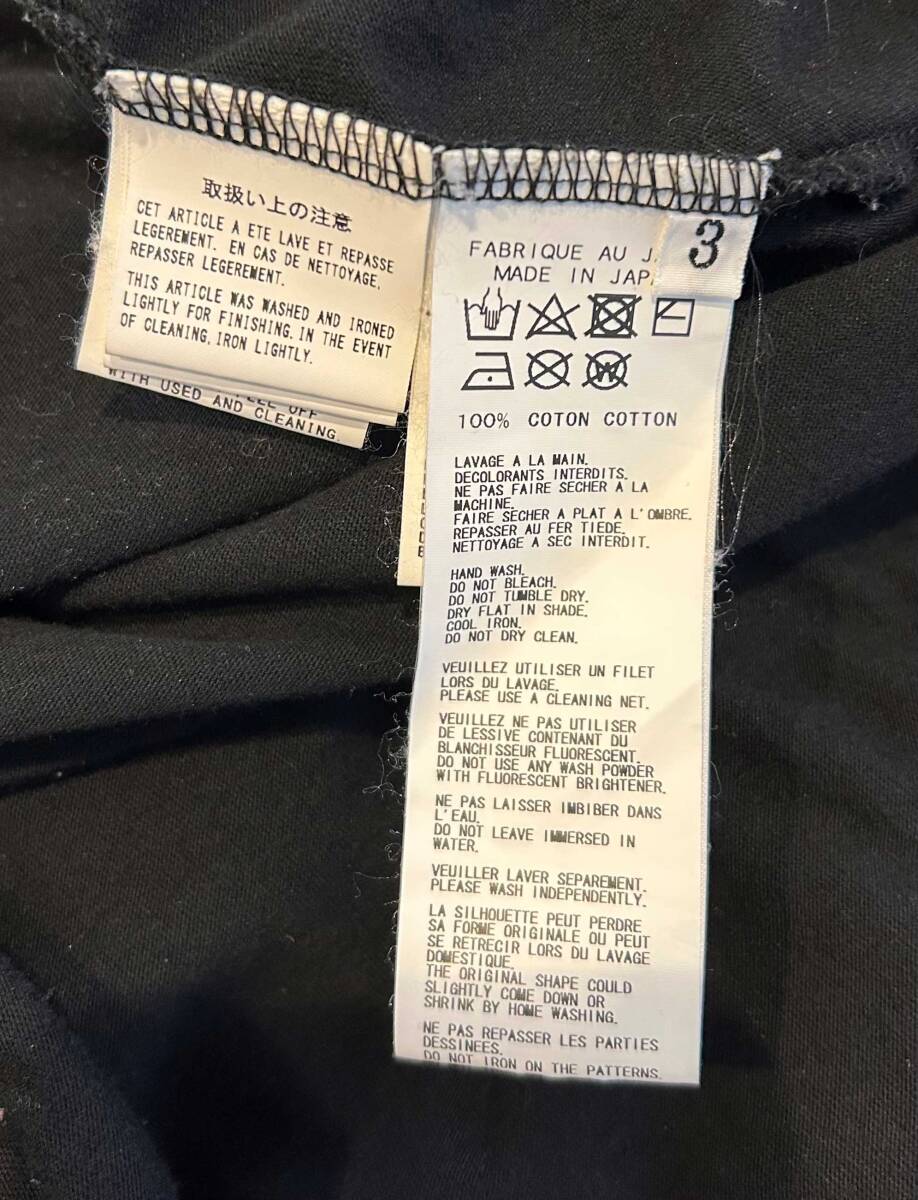 取扱い上の注意
CET ARTICLE A ETE LAVE ET REPASSE
LEGEREMENT. EN CAS DE NETTOYAGE,
REPASSER LEGEREMENT.
THIS ARTICLE WAS WASHED AND IRONED
LIGHTLY FOR FINISHING. IN THE EVENT
OF CLEANING, IRON LIGHTLY.
OFF
WITH USED AND CLEANING.
3
FABRIQUE AU
MADE IN
100% COTON COTTON
LAVAGE A LA MAIN.
DECOLORANTS INTERDITS.
NE PAS FAIRE SECHER A LA
MACHINE.
FAIRE SECHER A PLAT A L'OMBRE.
REPASSER AU FER TIEDE.
NETTOYAGE A SEC INTERDIT.
HAND WASH.
DO NOT BLEACH.
DO NOT TUMBLE DRY.
DRY FLAT IN SHADE.
COOL IRON.
DO NOT DRY CLEAN.
VEUILLEZ UTILISER UN FILET
LORS DU LAVAGE.
PLEASE USE A CLEANING NET.
VEUILLEZ NE PAS UTILISER
DE LESSIVE CONTENANT DU
BLANCHISSEUR FLUORESCENT.
DO NOT USE ANY WASH POWDER
WITH FLUORESCENT BRIGHTENER.
NE PAS LAISSER IMBIBER DANS
L'EAU.
DO NOT LEAVE IMMERSED IN
WATER.
VEUILLER LAVER SEPAREMENT.
PLEASE WASH INDEPENDENTLY.
LA SILHOUETTE PEUT PERDRE
SA FORME ORIGINALE OU PEUT
SE RETRECIR LORS DU LAVAGE
DOMESTIQUE.
THE ORIGINAL SHAPE COULD
SLIGHTLY COME DOWN OR
SHRINK BY HOME WASHING.
NE PAS REPASSER LES PARTIES
DESSINEES.
DO NOT IRON ON THE PATTERNS.